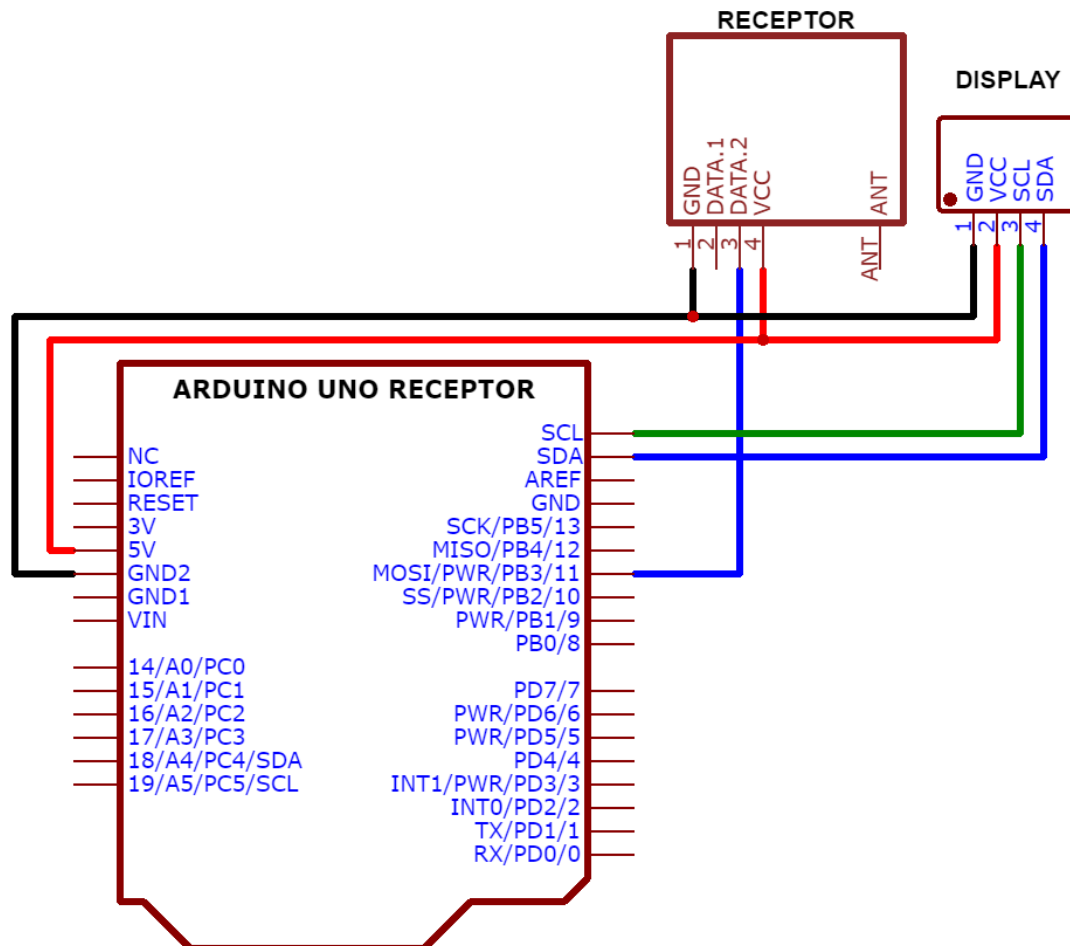 RECEPTOR
DISPLAY
GND
DATA.1
DATA.2
VCC
ANT
1
2
3
4
ANT
GND
VCC
SCL
SDA
1
2
3
4
ARDUINO UNO RECEPTOR
NC
IOREF
RESET
3V
5V
GND2
GND1
VIN
14/A0/PC0
15/A1/PC1
16/A2/PC2
17/A3/PC3
18/A4/PC4/SDA
19/A5/PC5/SCL
SCL
SDA
AREF
GND
SCK/PB5/13
MISO/PB4/12
MOSI/PWR/PB3/11
SS/PWR/PB2/10
PWR/PB1/9
PB0/8
PD7/7
PWR/PD6/6
PWR/PD5/5
PD4/4
INT1/PWR/PD3/3
INT0/PD2/2
TX/PD1/1
RX/PD0/0